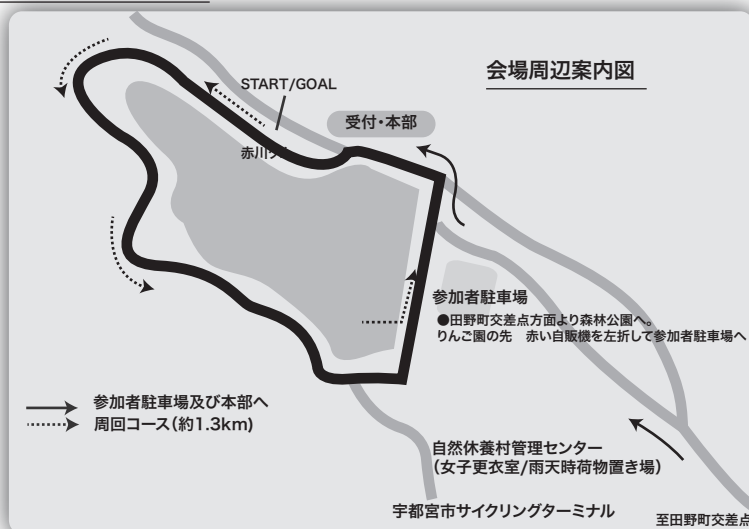 会場周辺案内図
START/GOAL
受付・本部
赤川
参加者駐車場
●田野町交差点方面より森林公園へ。
りんご園の先　赤い自販機を左折して参加者駐車場へ
参加者駐車場及び本部へ
周回コース(約1.3km)
自然休養村管理センター
(女子更衣室/雨天時荷物置き場)
宇都宮市サイクリングターミナル
至田野町交差点